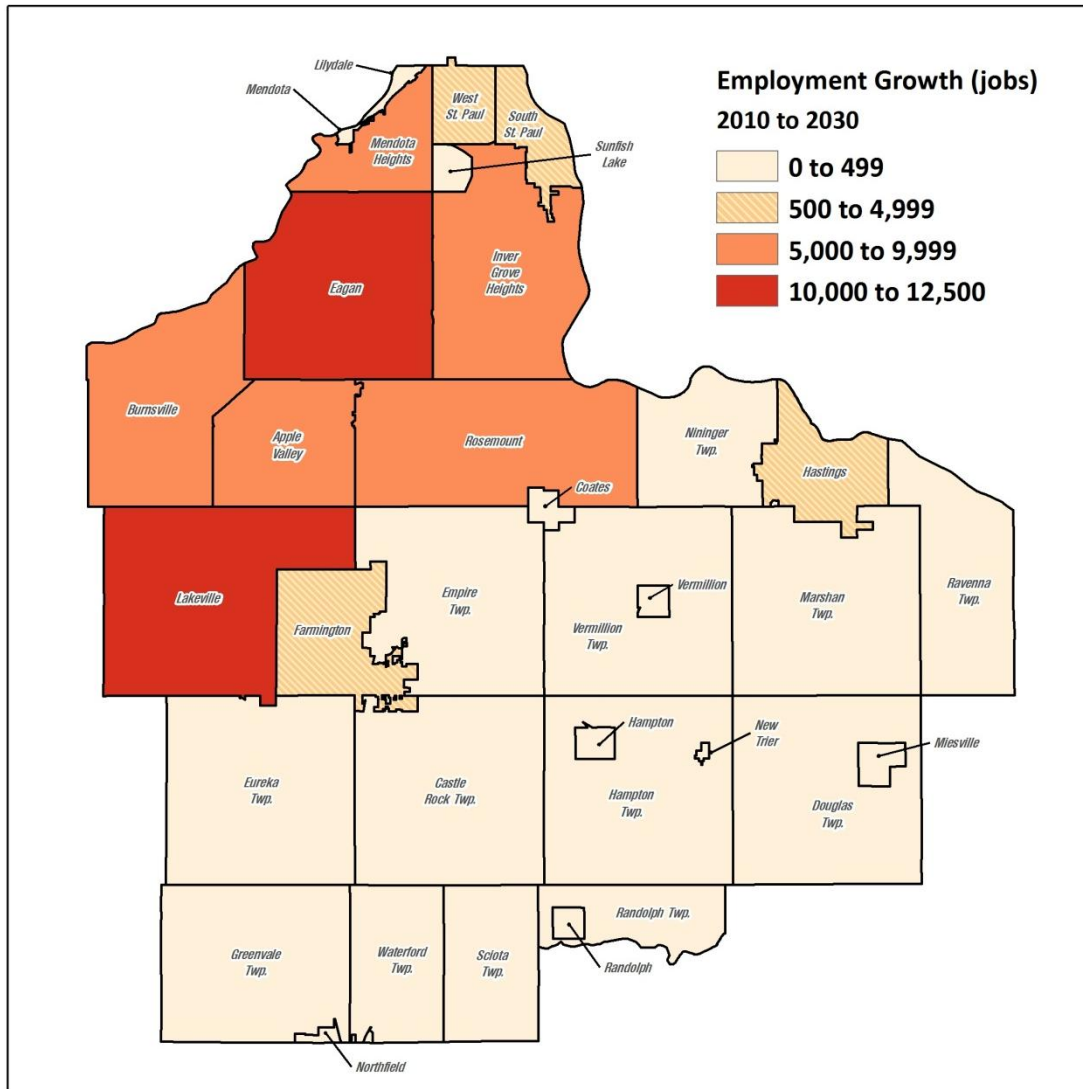 Employment Growth (jobs)
2010 to 2030
0 to 499
500 to 4,999
5,000 to 9,999
10,000 to 12,500
Lilydale
Mendota
West
St. Paul
South
St. Paul
Mendota
Heights
Sunfish
Lake
Inver
Grove
Heights
Eagan
Burnsville
Apple
Valley
Rosemount
Nininger
Twp.
Hastings
Coates
Lakeville
Farmington
Empire
Twp.
Vermillion
Vermillion
Twp.
Marshan
Twp.
Ravenna
Twp.
Eureka
Twp.
Castle
Rock Twp.
Hampton
Hampton
Twp.
New
Trier
Miesville
Douglas
Twp.
Greenvale
Twp.
Waterford
Twp.
Sciota
Twp.
Randolph Twp.
Randolph
Northfield